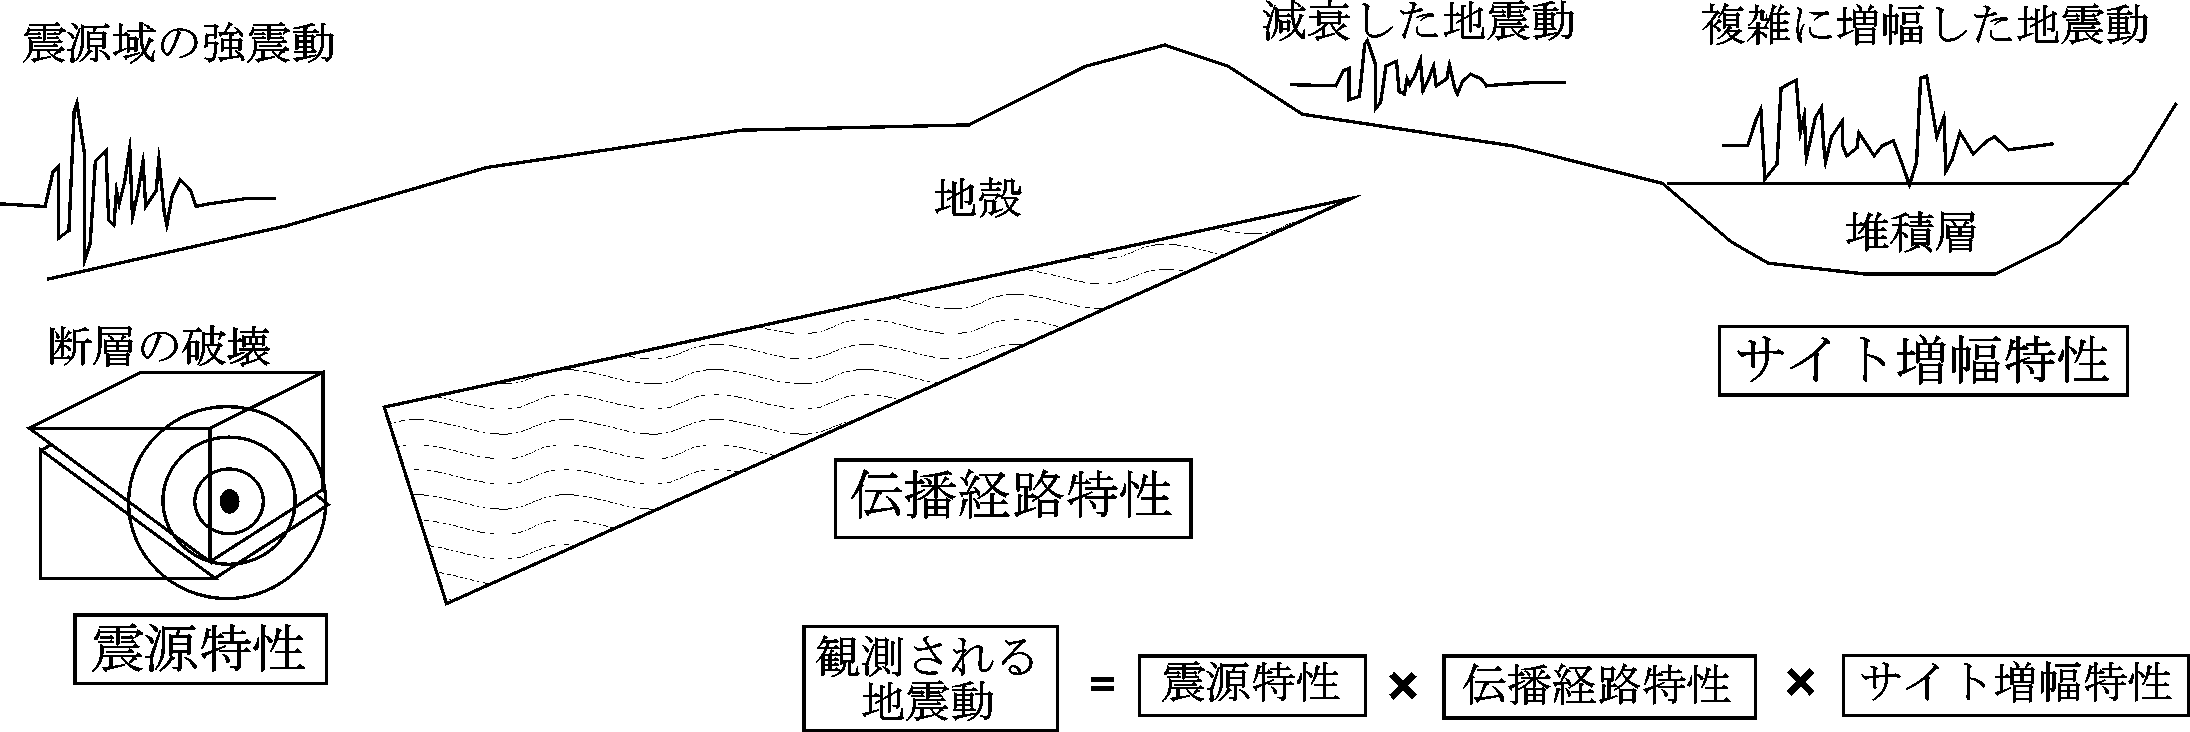 震源域の強震動
減衰した地震動
複雑に増幅した地震動
地殻
堆積層
断層の破壊
サイト増幅特性
伝播経路特性
震源特性
観測される
地震動
= 震源特性 × 伝播経路特性 × サイト増幅特性